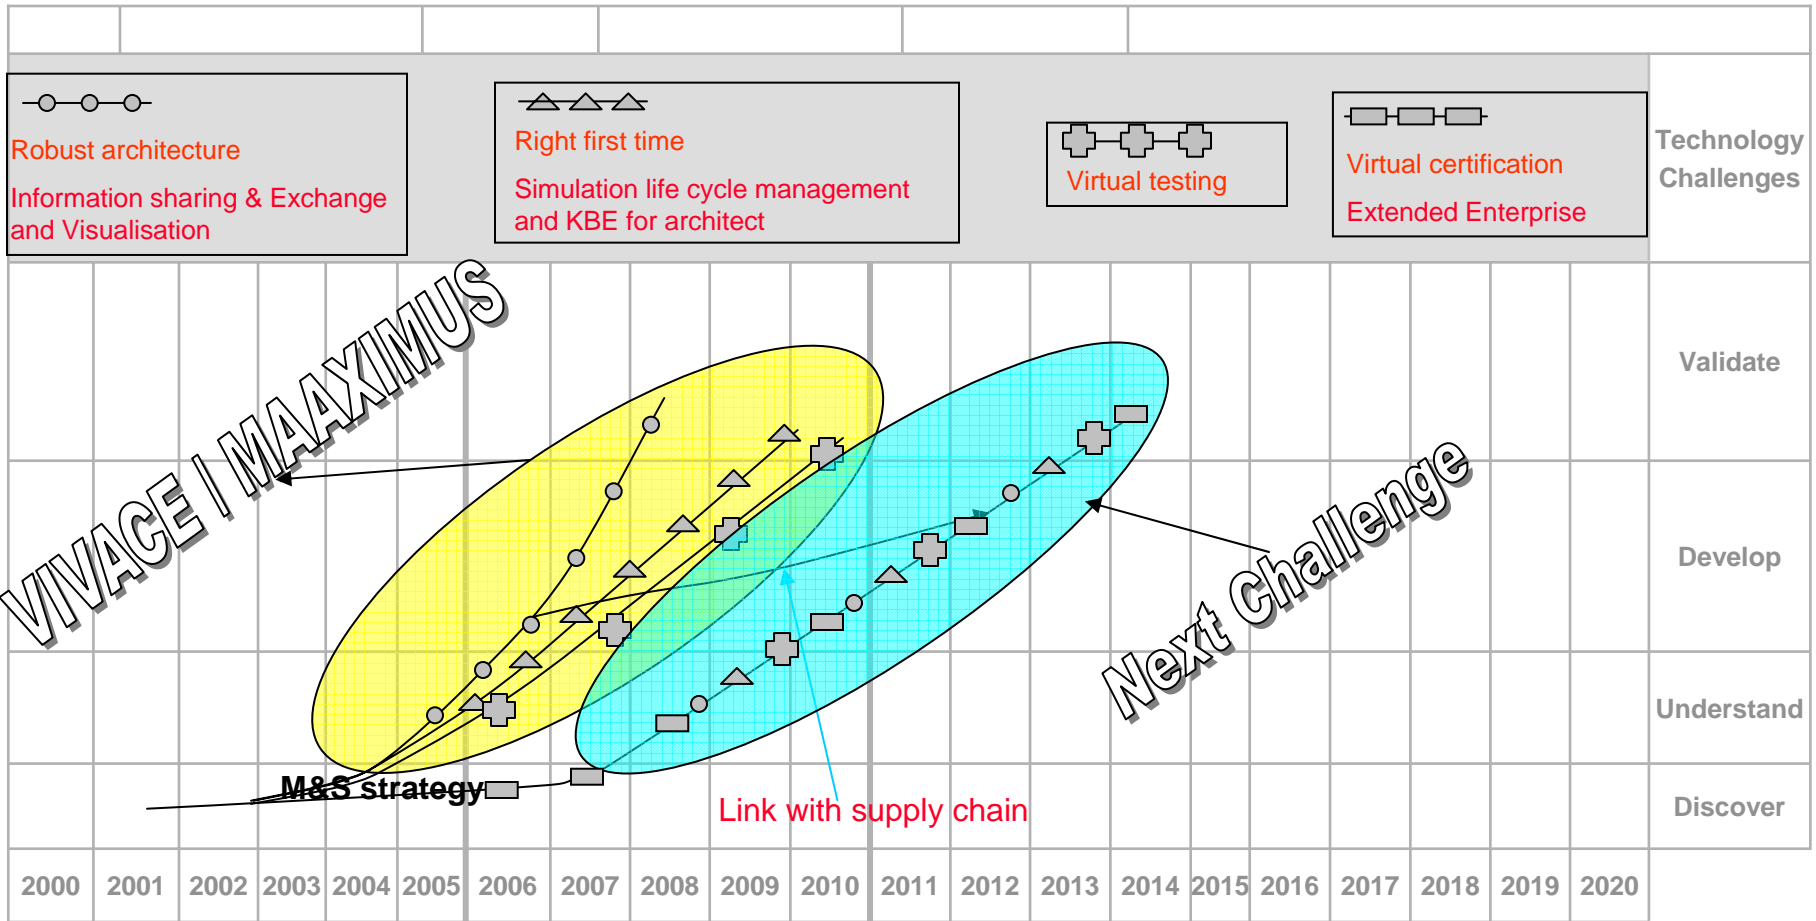 Robust architecture
Information sharing & Exchange
and Visualisation
Right first time
Simulation life cycle management
and KBE for architect
Virtual testing
Virtual certification
Extended Enterprise
Technology
Challenges
VIVACE / MAAXIMUS
Validate
Develop
Next Challenge
Understand
M&S strategy
Link with supply chain
Discover
2000 2001 2002 2003 2004 2005 2006 2007 2008 2009 2010 2011 2012 2013 2014 2015 2016 2017 2018 2019 2020